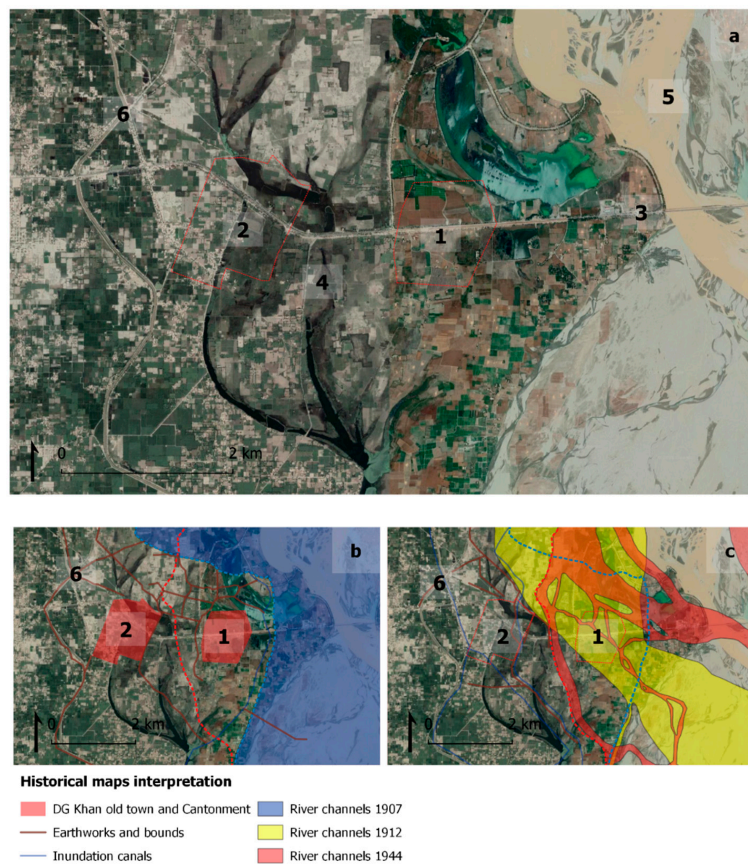 a
5
6
3
2
1
4
0 2 km
b
6
2
1
0 2 km
c
6
2
1
0 2 km
Historical maps interpretation
DG Khan old town and Cantonment
Earthworks and bounds
Inundation canals
River channels 1907
River channels 1912
River channels 1944